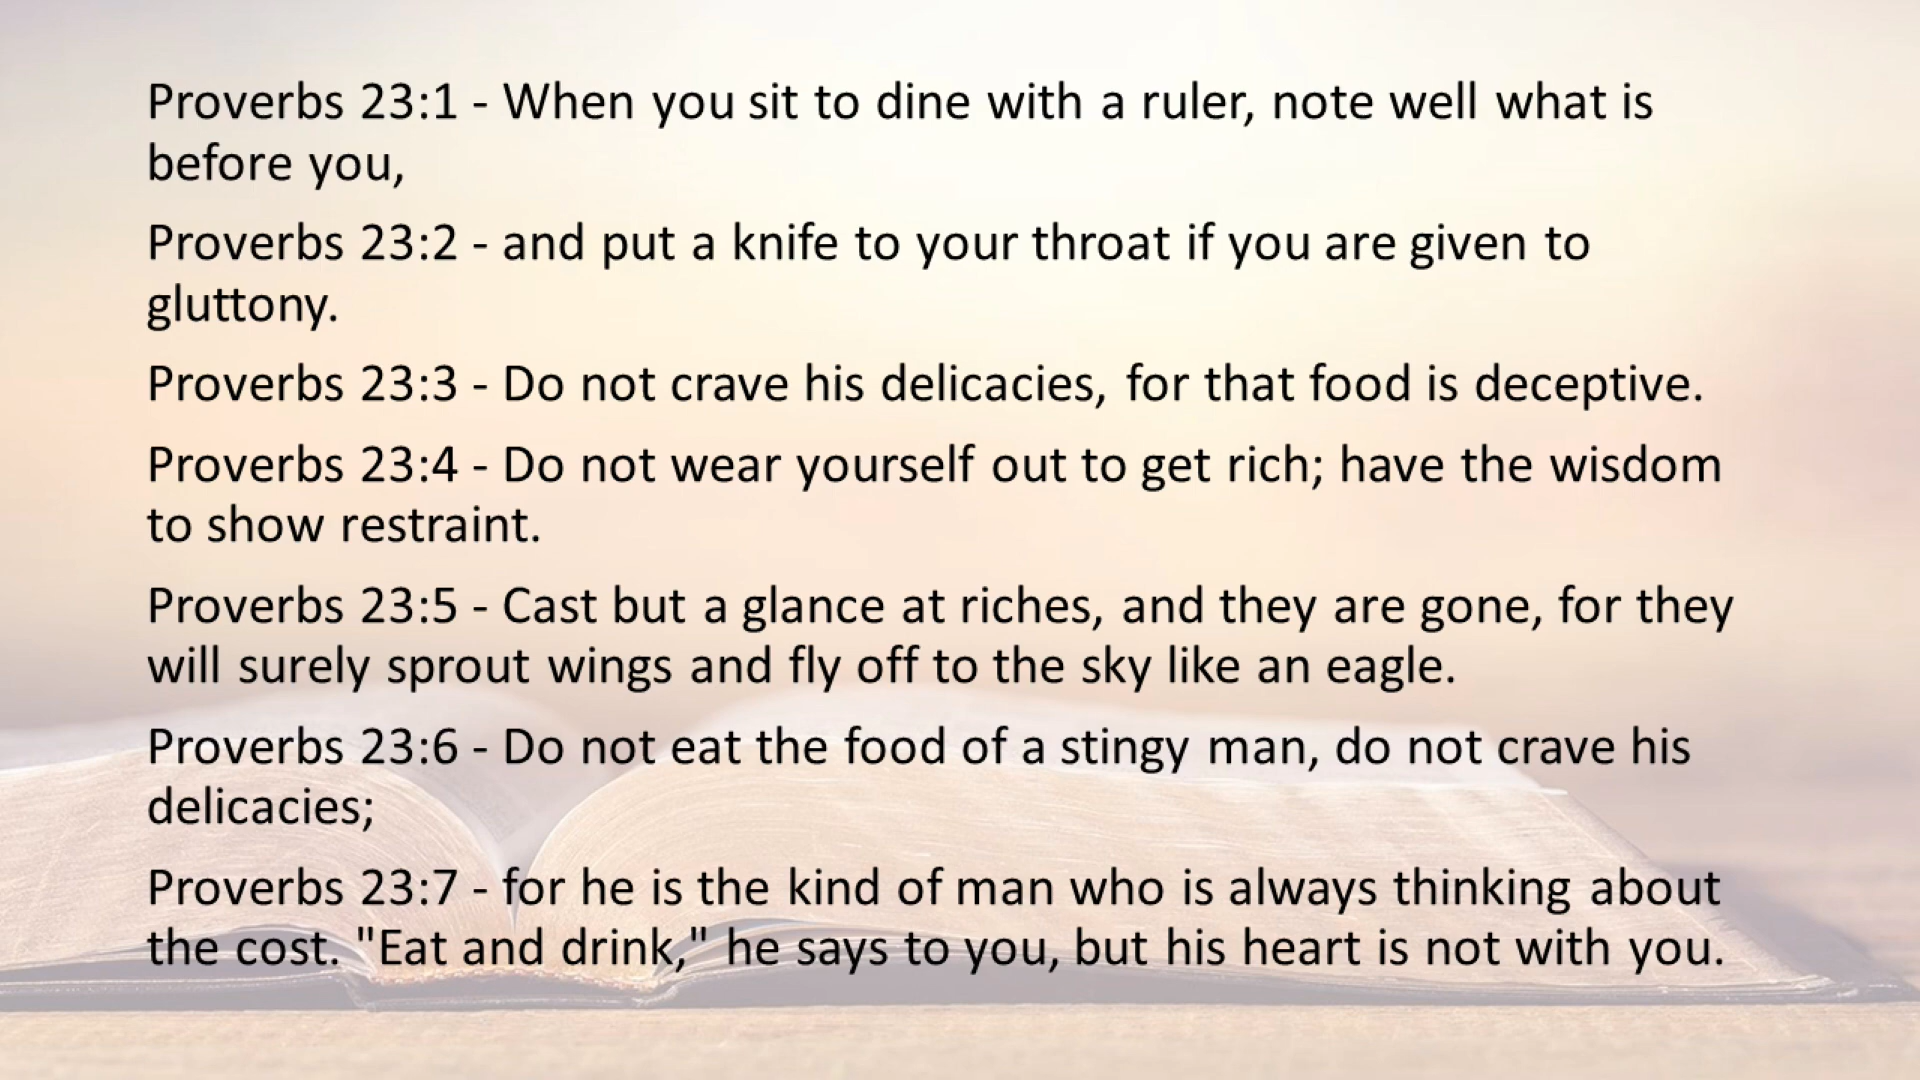 Proverbs 23:1 - When you sit to dine with a ruler, note well what is
before you,
Proverbs 23:2 - and put a knife to your throat if you are given to
gluttony.
Proverbs 23:3 - Do not crave his delicacies, for that food is deceptive.
Proverbs 23:4 - Do not wear yourself out to get rich; have the wisdom
to show restraint.
Proverbs 23:5 - Cast but a glance at riches, and they are gone, for they
will surely sprout wings and fly off to the sky like an eagle.
Proverbs 23:6 - Do not eat the food of a stingy man, do not crave his
delicacies;
Proverbs 23:7 - for he is the kind of man who is always thinking about
the cost. "Eat and drink," he says to you, but his heart is not with you.